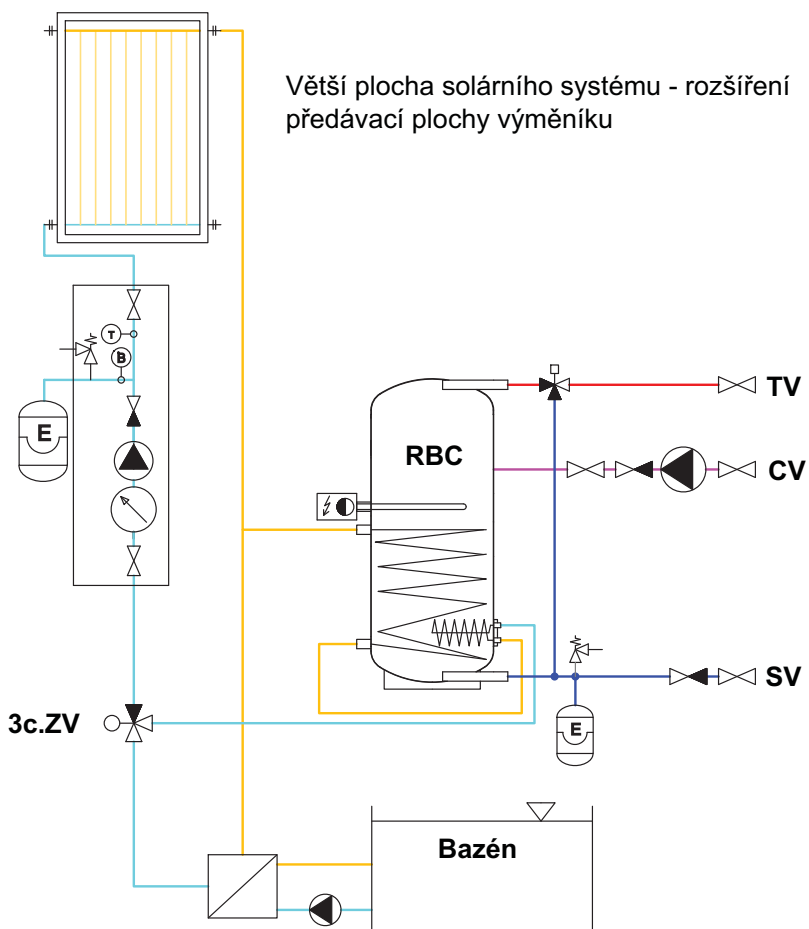 Větší plocha solárního systému - rozšíření
předávací plochy výměníku
T
B
E
RBC
TV
CV
SV
E
3c.ZV
Bazén